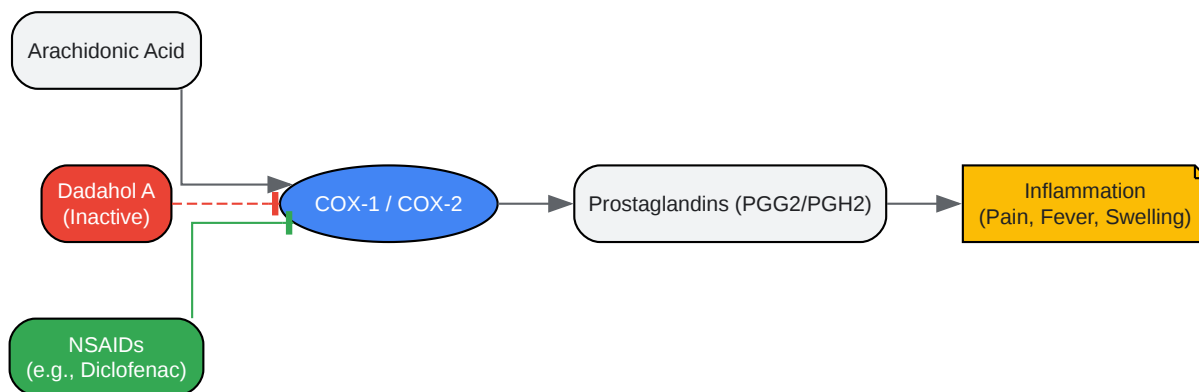 Arachidonic Acid
Dadahol A
(Inactive)
COX-1 / COX-2
Prostaglandins (PGG2/PGH2)
Inflammation
(Pain, Fever, Swelling)
NSAIDs
(e.g., Diclofenac)